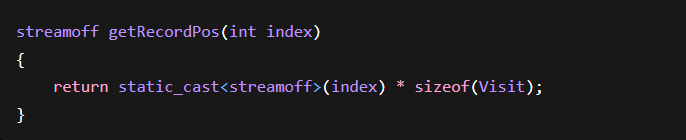 streamoff getRecordPos(int index)
{
    return static_cast<streamoff>(index) * sizeof(Visit);
}